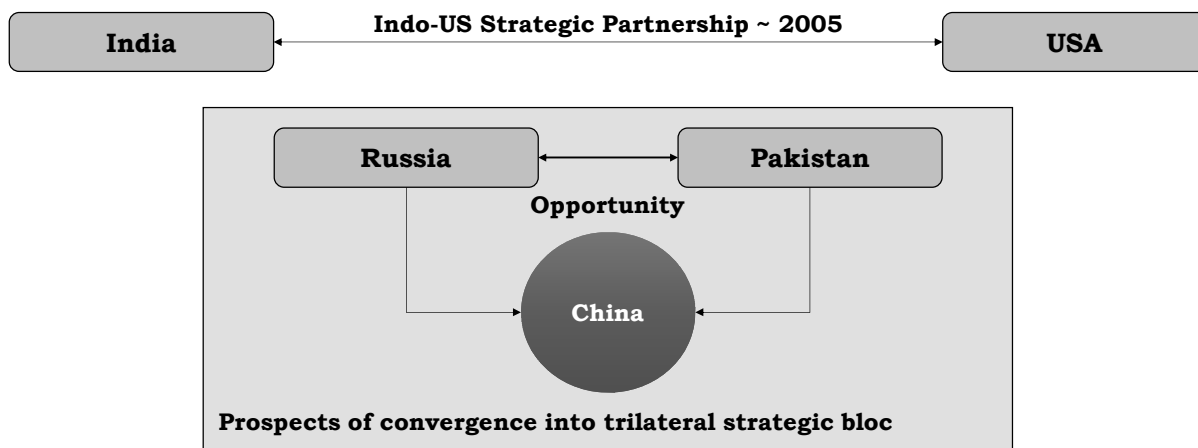 Indo-US Strategic Partnership ~ 2005
India
USA
Russia
Pakistan
Opportunity
China
Prospects of convergence into trilateral strategic bloc